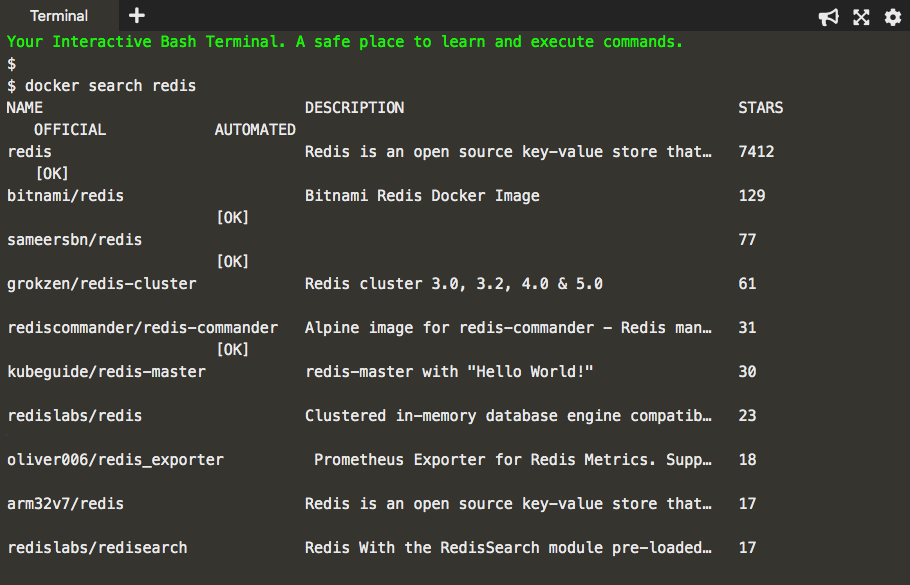 Terminal
Your Interactive Bash Terminal. A safe place to learn and execute commands.
$
$ docker search redis
NAME DESCRIPTION STARS
OFFICIAL AUTOMATED
redis Redis is an open source key-value store that… 7412
[OK]
bitnami/redis Bitnami Redis Docker Image 129
[OK]
sameersbn/redis 77
[OK]
grokzen/redis-cluster Redis cluster 3.0, 3.2, 4.0 & 5.0 61
rediscommander/redis-commander Alpine image for redis-commander - Redis man… 31
[OK]
kubeguide/redis-master redis-master with "Hello World!" 30
redislabs/redis Clustered in-memory database engine compatib… 23
oliver006/redis_exporter Prometheus Exporter for Redis Metrics. Supp… 18
arm32v7/redis Redis is an open source key-value store that… 17
redislabs/redisearch Redis With the RedisSearch module pre-loaded… 17